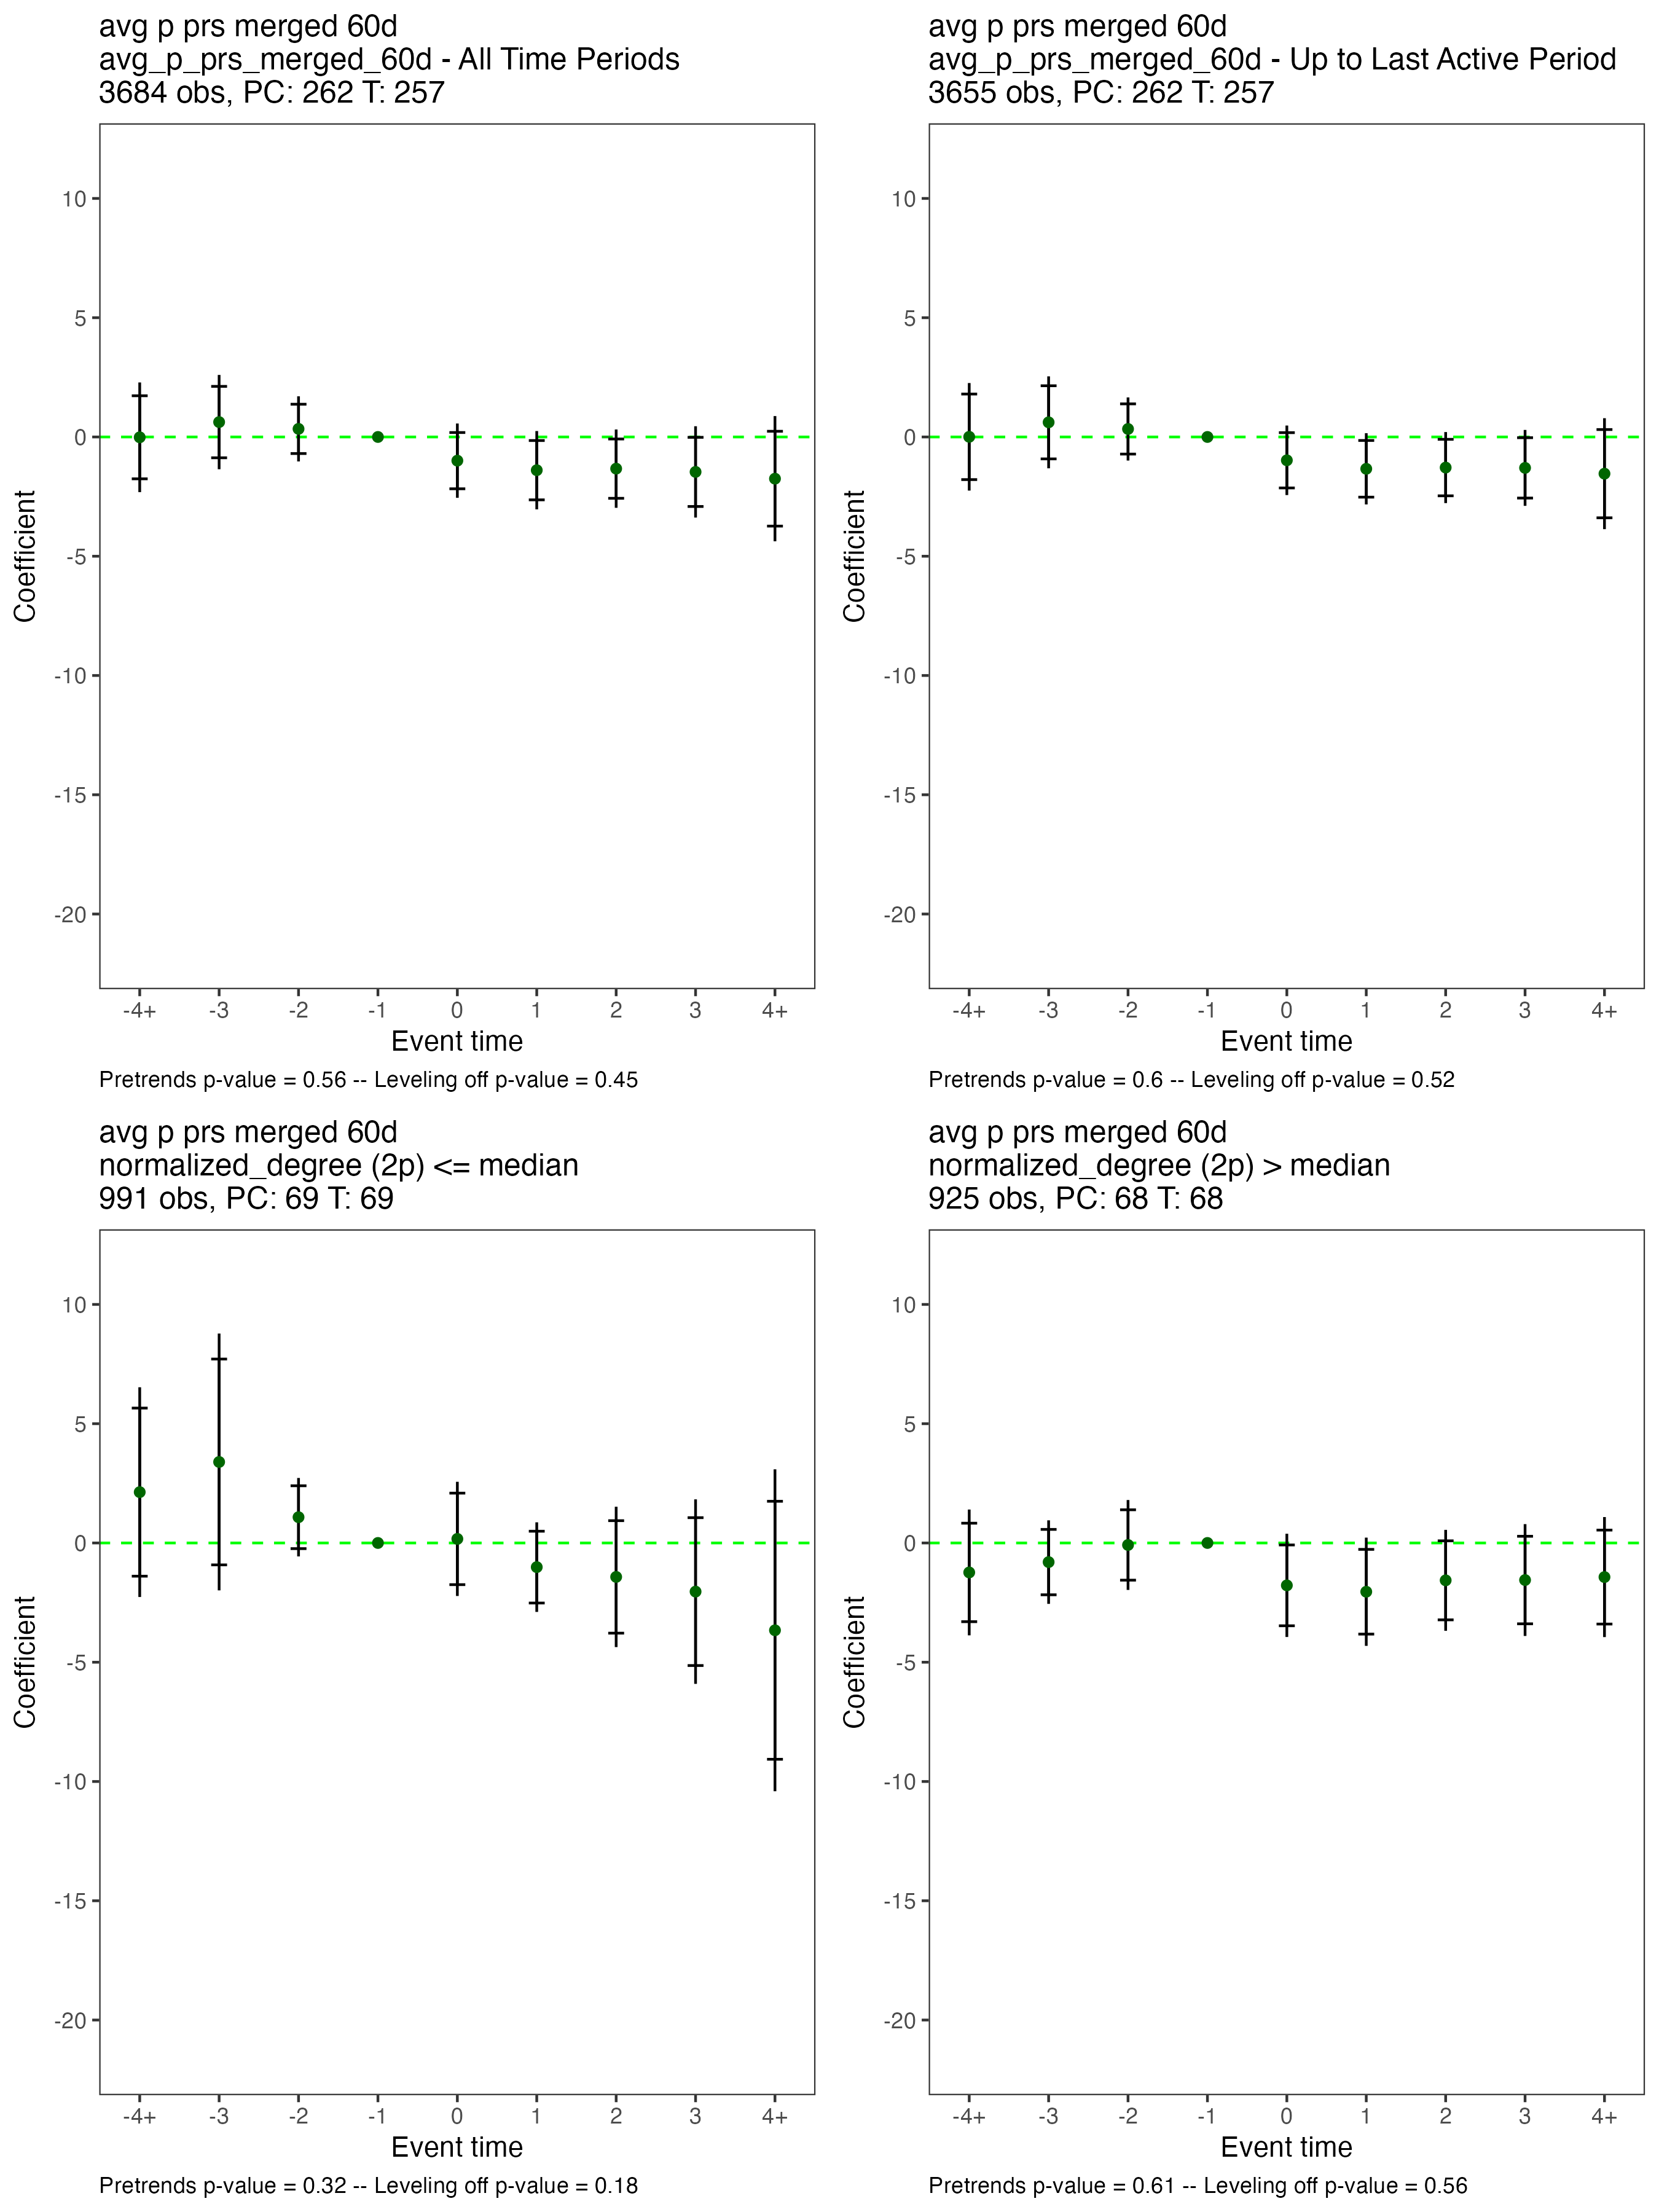 avg p prs merged 60d
avg_p_prs_merged_60d - All Time Periods
3684 obs, PC: 262 T: 257
10
5
0
-5
-10
-15
-20
Coefficient
-4+ -3 -2 -1 0 1 2 3 4+
Event time
Pretrends p-value = 0.56 -- Leveling off p-value = 0.45
avg p prs merged 60d
avg_p_prs_merged_60d - Up to Last Active Period
3655 obs, PC: 262 T: 257
10
5
0
-5
-10
-15
-20
Coefficient
-4+ -3 -2 -1 0 1 2 3 4+
Event time
Pretrends p-value = 0.6 -- Leveling off p-value = 0.52
avg p prs merged 60d
normalized_degree (2p) <= median
991 obs, PC: 69 T: 69
10
5
0
-5
-10
-15
-20
Coefficient
-4+ -3 -2 -1 0 1 2 3 4+
Event time
Pretrends p-value = 0.32 -- Leveling off p-value = 0.18
avg p prs merged 60d
normalized_degree (2p) > median
925 obs, PC: 68 T: 68
10
5
0
-5
-10
-15
-20
Coefficient
-4+ -3 -2 -1 0 1 2 3 4+
Event time
Pretrends p-value = 0.61 -- Leveling off p-value = 0.56